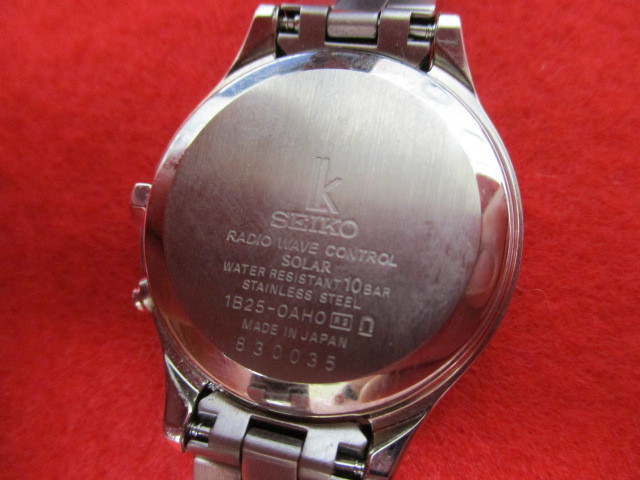 k
SEIKO
RADIO WAVE CONTROL
SOLAR
WATER RESISTANT 10 BAR
STAINLESS STEEL
1B25-0AH0
MADE IN JAPAN
830035